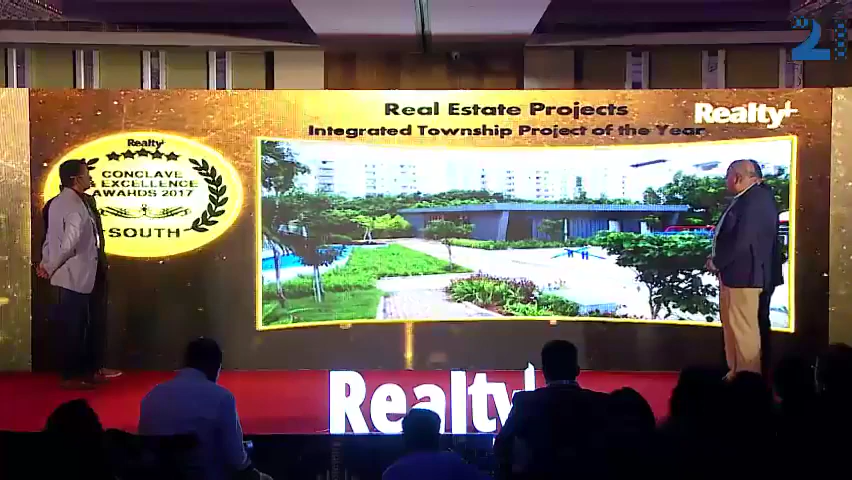 Real Estate Projects
Integrated Township Project of the Year
Realty+
Realty+
CONCLAVE
& EXCELLENCE
AWARDS 2017
SOUTH
Realty+
21